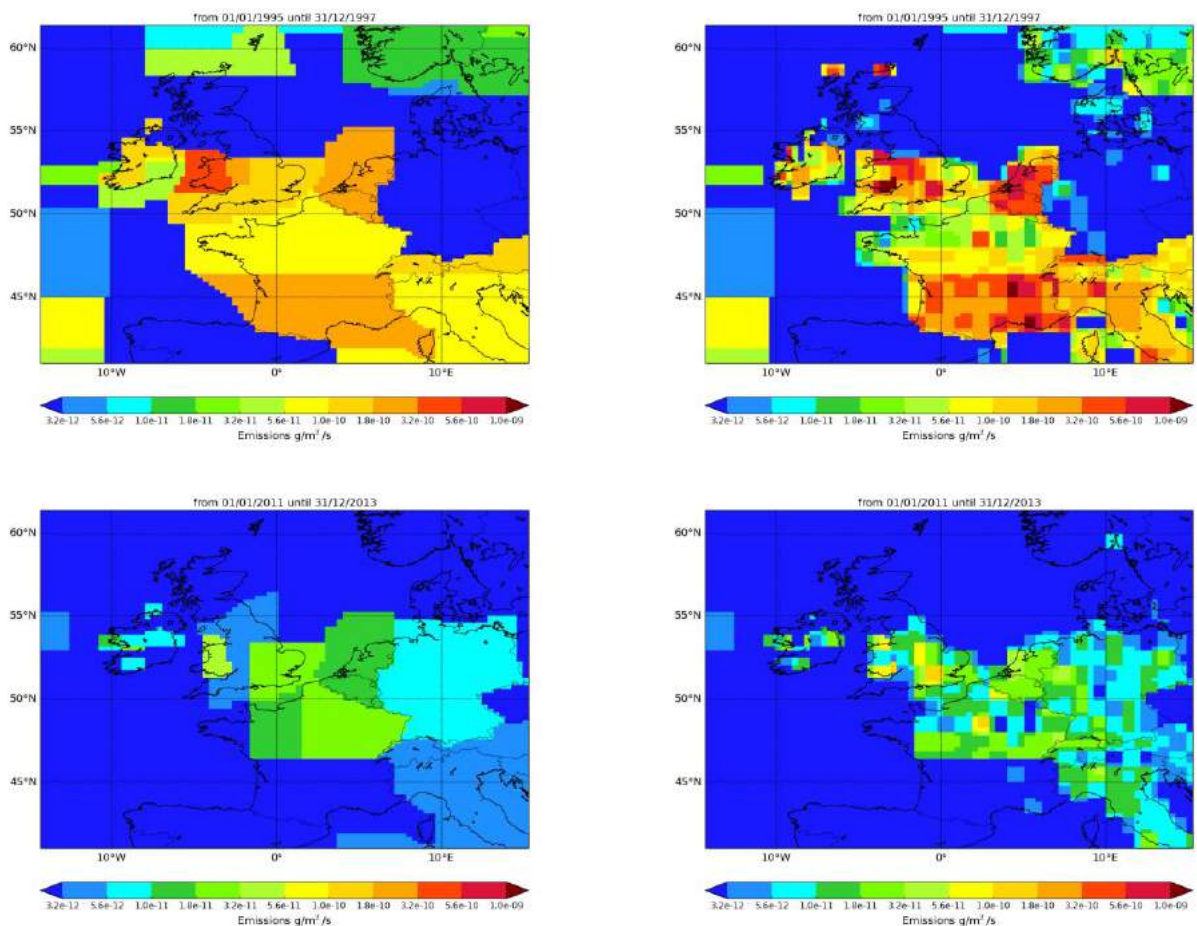 from 01/01/1995 until 31/12/1997
60°N
55°N
50°N
45°N
10°W 0° 10°E
3.2e-12 5.6e-12 1.0e-11 1.8e-11 3.2e-11 5.6e-11 1.0e-10 1.8e-10 3.2e-10 5.6e-10 1.0e-09
Emissions g/m²/s
from 01/01/1995 until 31/12/1997
60°N
55°N
50°N
45°N
10°W 0° 10°E
3.2e-12 5.6e-12 1.0e-11 1.8e-11 3.2e-11 5.6e-11 1.0e-10 1.8e-10 3.2e-10 5.6e-10 1.0e-09
Emissions g/m²/s
from 01/01/2011 until 31/12/2013
60°N
55°N
50°N
45°N
10°W 0° 10°E
3.2e-12 5.6e-12 1.0e-11 1.8e-11 3.2e-11 5.6e-11 1.0e-10 1.8e-10 3.2e-10 5.6e-10 1.0e-09
Emissions g/m²/s
from 01/01/2011 until 31/12/2013
60°N
55°N
50°N
45°N
10°W 0° 10°E
3.2e-12 5.6e-12 1.0e-11 1.8e-11 3.2e-11 5.6e-11 1.0e-10 1.8e-10 3.2e-10 5.6e-10 1.0e-09
Emissions g/m²/s